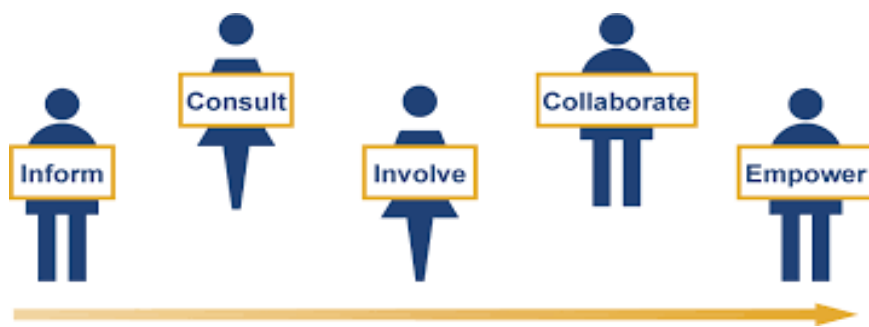 Inform
Consult
Involve
Collaborate
Empower